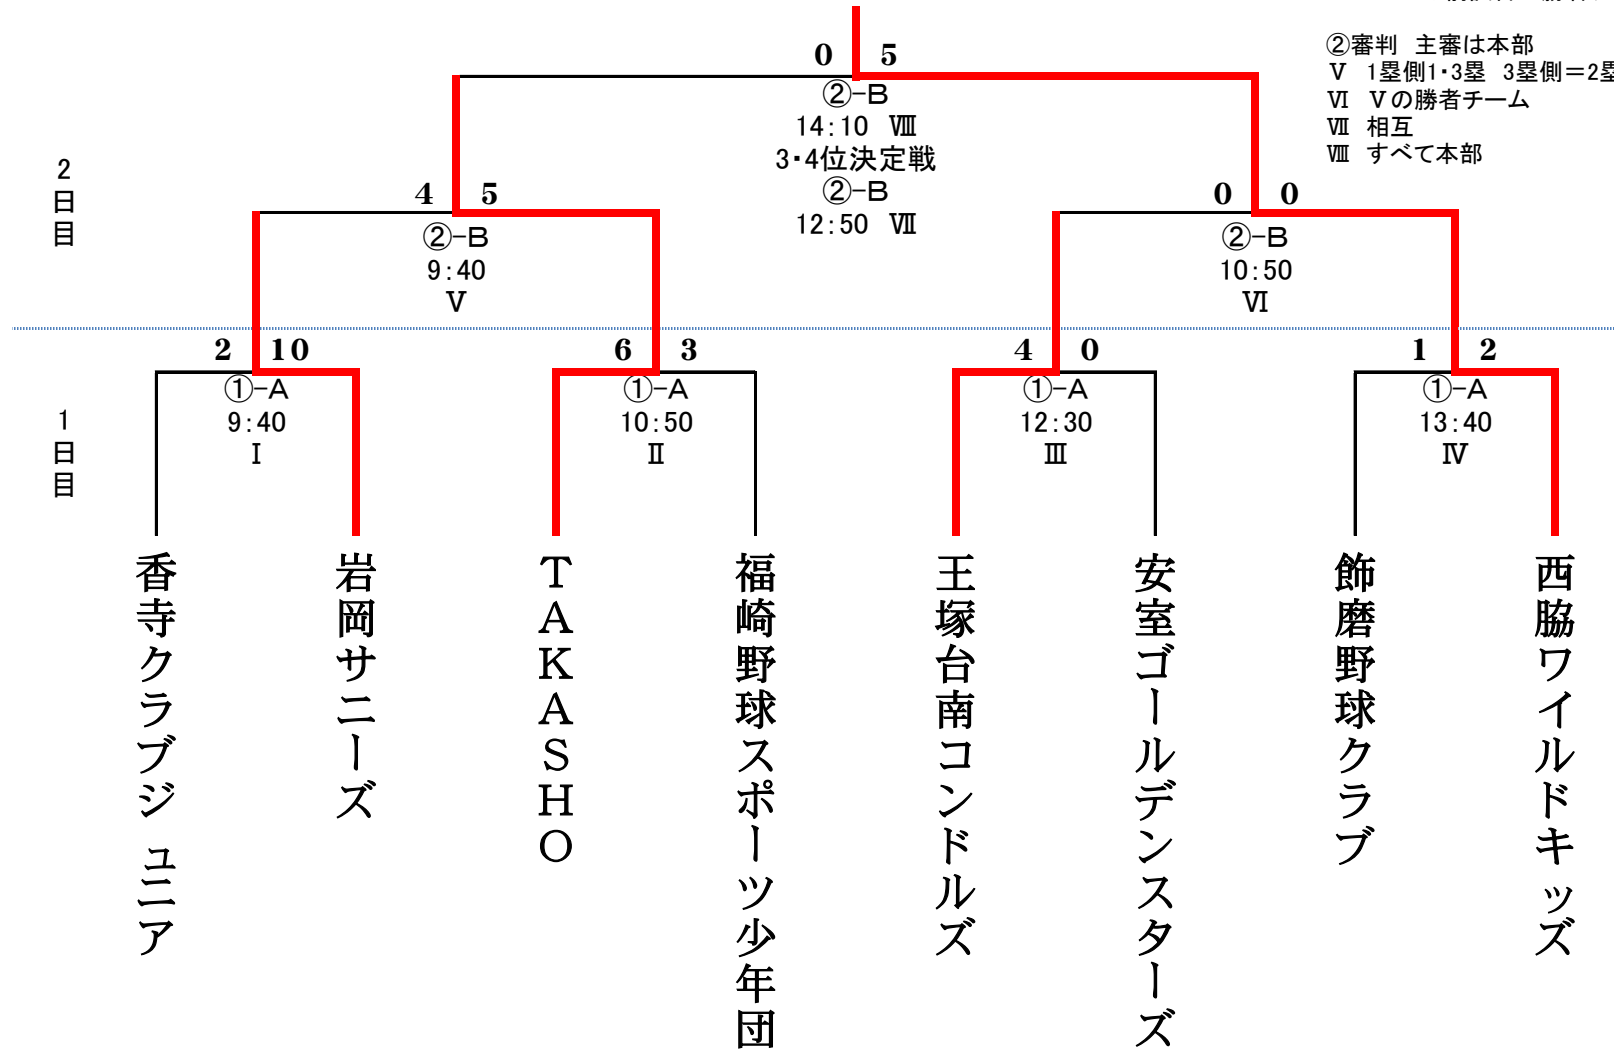 ②審判 主審は本部
Ⅴ 1塁側1・3塁 3塁側＝2塁
Ⅵ Ⅴの勝者チーム
Ⅶ 相互
Ⅷ すべて本部
0 5
②-B
14:10 Ⅷ
3・4位決定戦
②-B
12:50 Ⅶ
2日目
4 5
②-B
9:40
Ⅴ
0 0
②-B
10:50
Ⅵ
1日目
2 10
①-A
9:40
Ⅰ
6 3
①-A
10:50
Ⅱ
4 0
①-A
12:30
Ⅲ
1 2
①-A
13:40
Ⅳ
香寺クラブジュニア
岩岡サニーズ
TAKASHO
福崎野球スポーツ少年団
王塚台南コンドルズ
安室ゴールデンスターズ
飾磨野球クラブ
西脇ワイルドキッズ